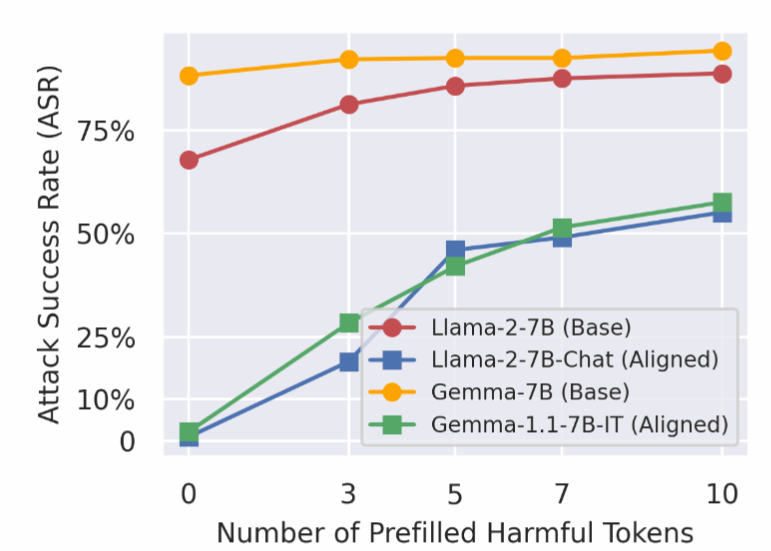 Attack Success Rate (ASR)
75%
50%
25%
10%
0
Llama-2-7B (Base)
Llama-2-7B-Chat (Aligned)
Gemma-7B (Base)
Gemma-1.1-7B-IT (Aligned)
0 3 5 7 10
Number of Prefilled Harmful Tokens